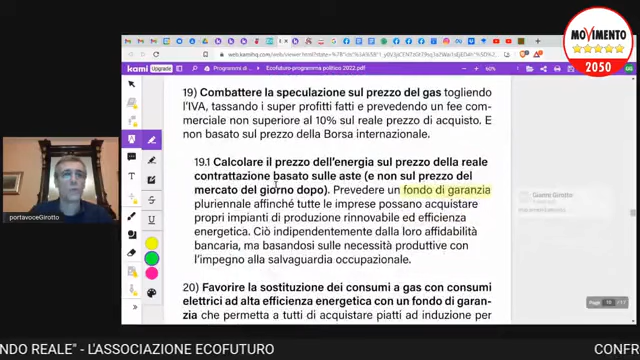 MOVIMENTO
2050
kami
Upgrade
Programmi di
Ecofuturo-programma politico 2022.pdf
60%
19) Combattere la speculazione sul prezzo del gas togliendo
l'IVA, tassando i super profitti fatti e prevedendo un fee com-
merciale non superiore al 10% sul reale prezzo di acquisto. E
non basato sul prezzo della Borsa internazionale.
19.1 Calcolare il prezzo dell'energia sul prezzo della reale
contrattazione basato sulle aste (e non sul prezzo del
mercato del giorno dopo). Prevedere un fondo di garanzia
pluriennale affinché tutte le imprese possano acquistare
propri impianti di produzione rinnovabile ed efficienza
energetica. Ciò indipendentemente dalla loro affidabilità
bancaria, ma basandosi sulle necessità produttive con
l'impegno alla salvaguardia occupazionale.
20) Favorire la sostituzione dei consumi a gas con consumi
elettrici ad alta efficienza energetica con un fondo di garan-
zia che permetta a tutti di acquistare piatti ad induzione per
Gianni Girotto
portavoceGirotto
NDO REALE" - L'ASSOCIAZIONE ECOFUTURO
CONFR